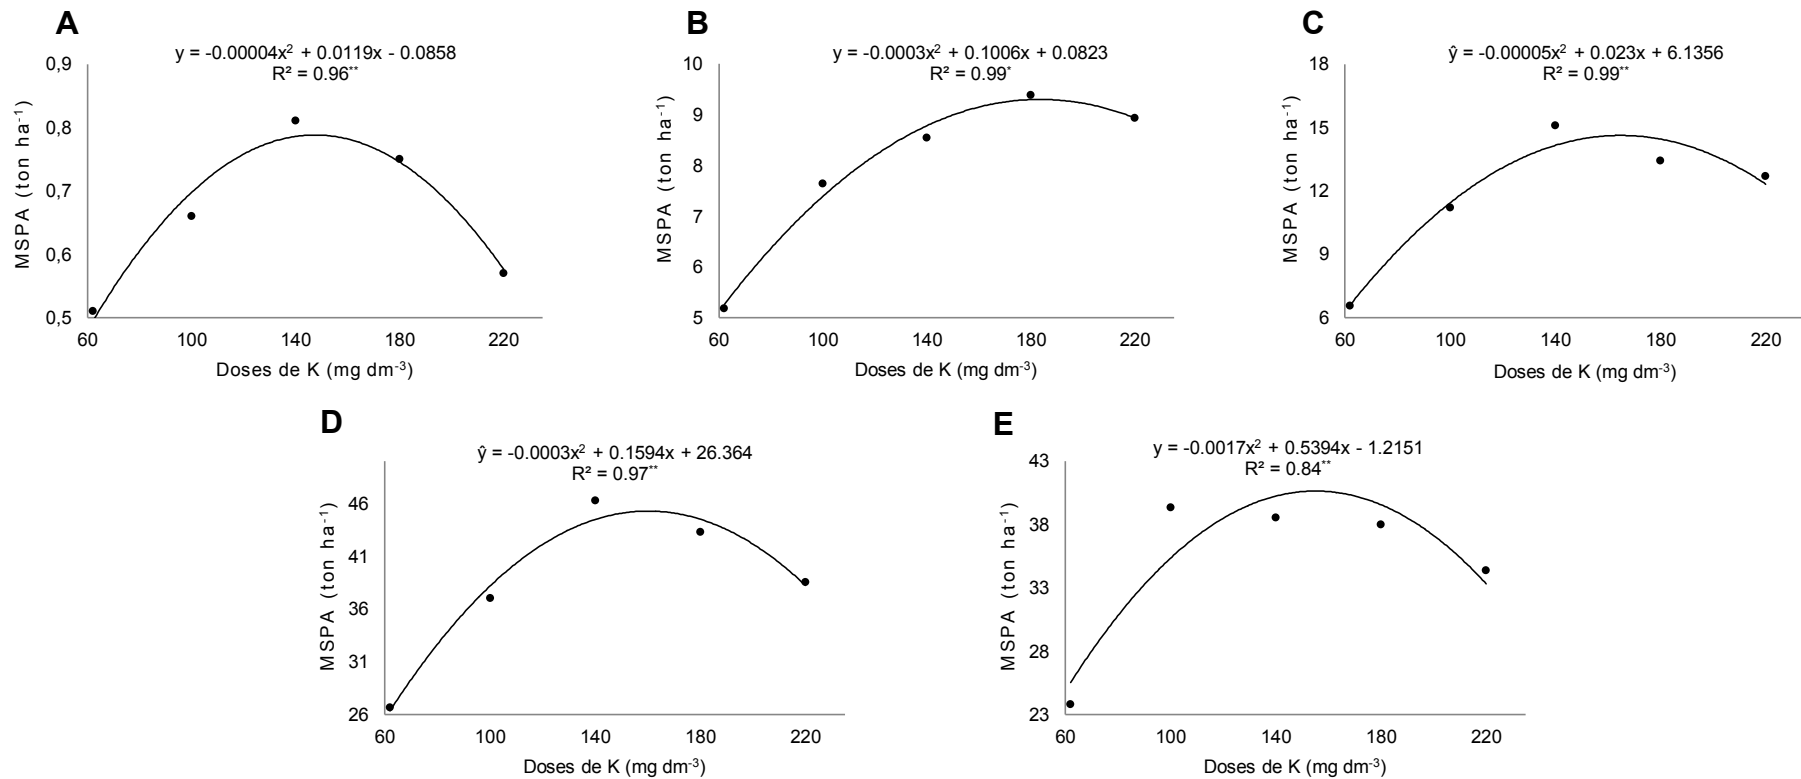 A
y = -0.00004x² + 0.0119x - 0.0858
R² = 0.96**
0,9
0,8
0,7
0,6
0,5
MSPA (ton ha⁻¹)
60 100 140 180 220
Doses de K (mg dm⁻³)
B
y = -0.0003x² + 0.1006x + 0.0823
R² = 0.99*
10
9
8
7
6
5
MSPA (ton ha⁻¹)
60 100 140 180 220
Doses de K (mg dm⁻³)
C
ŷ = -0.00005x² + 0.023x + 6.1356
R² = 0.99**
18
15
12
9
6
MSPA (ton ha⁻¹)
60 100 140 180 220
Doses de K (mg dm⁻³)
D
ŷ = -0.0003x² + 0.1594x + 26.364
R² = 0.97**
46
41
36
31
26
MSPA (ton ha⁻¹)
60 100 140 180 220
Doses de K (mg dm⁻³)
E
y = -0.0017x² + 0.5394x - 1.2151
R² = 0.84**
43
38
33
28
23
MSPA (ton ha⁻¹)
60 100 140 180 220
Doses de K (mg dm⁻³)